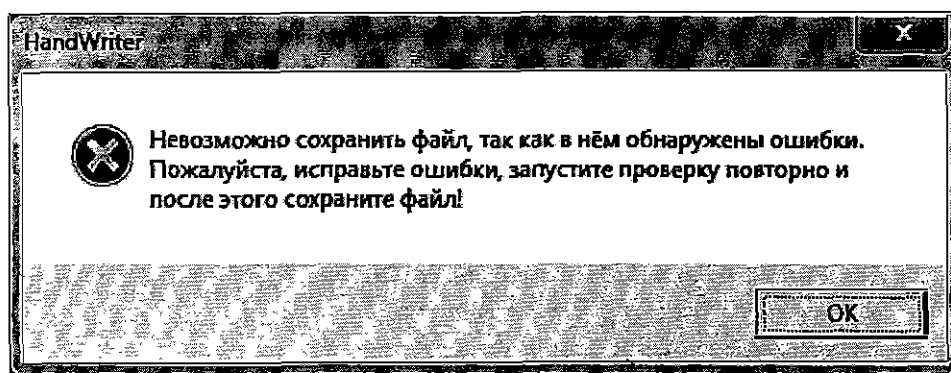 HandWriter
Невозможно сохранить файл, так как в нём обнаружены ошибки.
Пожалуйста, исправьте ошибки, запустите проверку повторно и
после этого сохраните файл!
OK